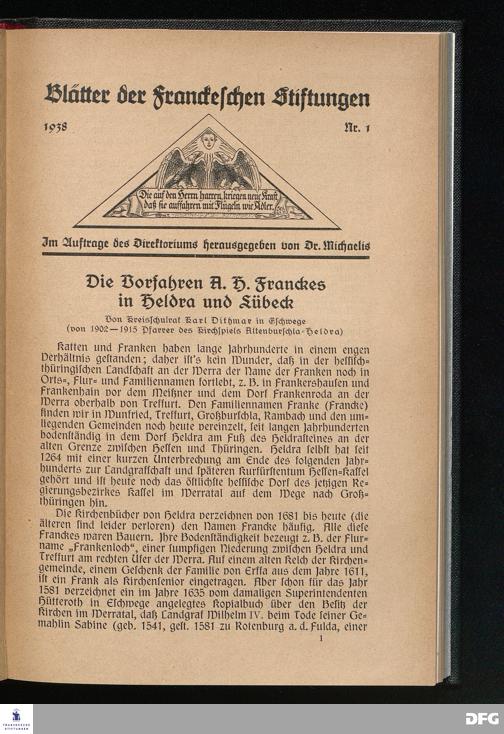 Blätter der Franckeschen Stiftungen
1938
Nr. 1
Die auf den Herrn harren, kriegen neue Kraft
daß sie auffahren mit Flügeln wie Adler.
Im Auftrage des Direktoriums herausgegeben von Dr. Michaelis
Die Vorfahren A. H. Franckes
in Heldra und Lübeck
Von Kreisschulrat Karl Dithmar in Eschwege
(von 1902—1915 Pfarrer des Kirchspiels Altenburschla-Heldra)
Katten und Franken haben lange Jahrhunderte in einem engen
Verhältnis gestanden; daher ist's kein Wunder, daß in der hessisch-
thüringischen Landschaft an der Werra der Name der Franken noch in
Orts-, Flur- und Familiennamen fortlebt, z. B. in Frankershausen und
Frankenhain vor dem Meißner und dem Dorf Frankenroda an der
Werra oberhalb von Treffurt. Den Familiennamen Franke (Francke)
finden wir in Wanfried, Treffurt, Großburschla, Rambach und den um-
liegenden Gemeinden noch heute vereinzelt, seit langen Jahrhunderten
bodenständig in dem Dorf Heldra am Fuß des Heldrasteines an der
alten Grenze zwischen Hessen und Thüringen. Heldra selbst hat seit
1264 mit einer kurzen Unterbrechung am Ende des folgenden Jahr-
hunderts zur Landgrafschaft und späteren Kurfürstentum Hessen-Kassel
gehört und ist heute noch das östlichste hessische Dorf des jetzigen Re-
gierungsbezirkes Kassel im Werratal auf dem Wege nach Groß-
thüringen hin.
Die Kirchenbücher von Heldra verzeichnen von 1681 bis heute (die
älteren sind leider verloren) den Namen Francke häufig. Alle diese
Franckes waren Bauern. Ihre Bodenständigkeit bezeugt z. B. der Flur-
name „Frankenloch“, einer sumpfigen Niederung zwischen Heldra und
Treffurt am rechten Ufer der Werra. Auf einem alten Kelch der Kirchen-
gemeinde, einem Geschenk der Familie von Erffa aus dem Jahre 1611,
ist ein Frank als Kirchensenior eingetragen. Aber schon für das Jahr
1581 verzeichnet ein im Jahre 1635 vom damaligen Superintendenten
Hütteroth in Eschwege angelegtes Kopialbuch über den Besitz der
Kirchen im Werratal, daß Landgraf Wilhelm IV. beim Tode seiner Ge-
mahlin Sabine (geb. 1541, gest. 1581 zu Rotenburg a. d. Fulda, einer
1
FRANCKESCHE
STIFTUNGEN
DFG